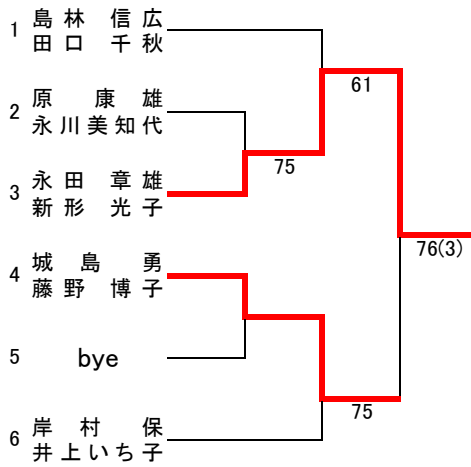 1 島林 信広
田口 千秋
61
2 原 康雄
永川美知代
75
3 永田 章雄
新形 光子
76(3)
4 城島 勇
藤野 博子
5 bye
75
6 岸村 保
井上いち子